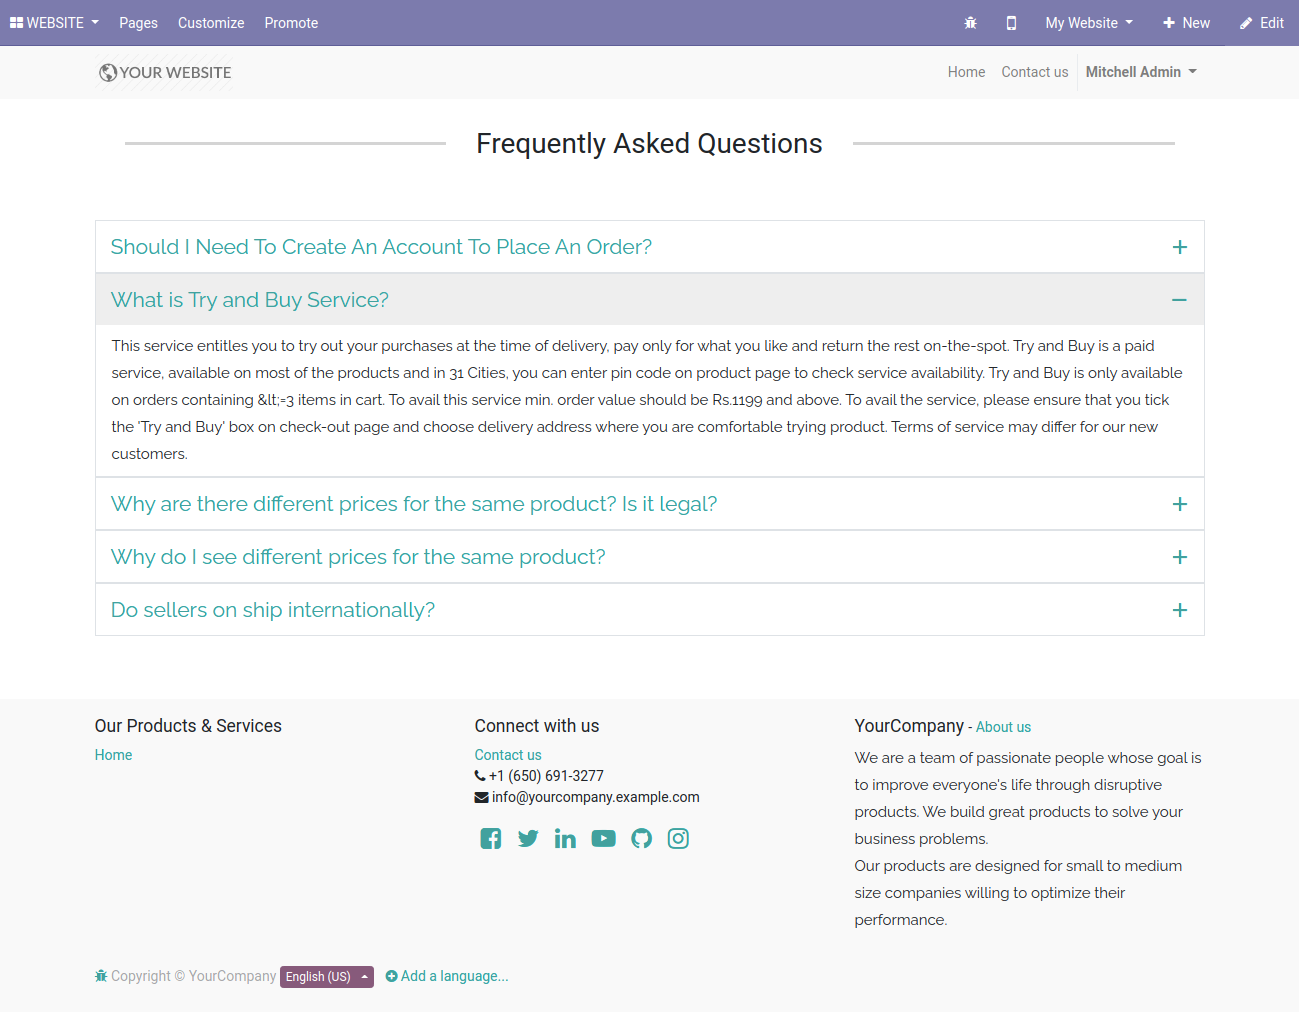 WEBSITE Pages Customize Promote My Website New Edit
YOUR WEBSITE Home Contact us Mitchell Admin
Frequently Asked Questions
Should I Need To Create An Account To Place An Order?
What is Try and Buy Service?
This service entitles you to try out your purchases at the time of delivery, pay only for what you like and return the rest on-the-spot. Try and Buy is a paid
service, available on most of the products and in 31 Cities, you can enter pin code on product page to check service availability. Try and Buy is only available
on orders containing &lt;=3 items in cart. To avail this service min. order value should be Rs.1199 and above. To avail the service, please ensure that you tick
the 'Try and Buy' box on check-out page and choose delivery address where you are comfortable trying product. Terms of service may differ for our new
customers.
Why are there different prices for the same product? Is it legal?
Why do I see different prices for the same product?
Do sellers on ship internationally?
Our Products & Services
Home
Connect with us
Contact us
+1 (650) 691-3277
info@yourcompany.example.com
YourCompany - About us
We are a team of passionate people whose goal is
to improve everyone's life through disruptive
products. We build great products to solve your
business problems.
Our products are designed for small to medium
size companies willing to optimize their
performance.
Copyright © YourCompany English (US) Add a language...